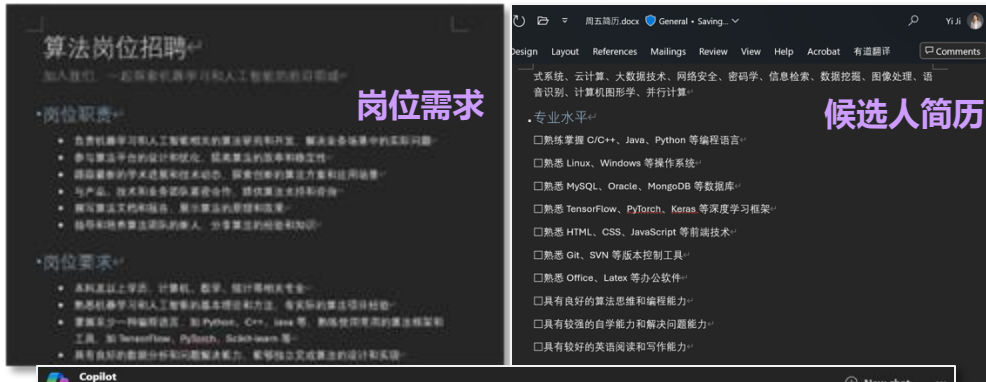 算法岗位招聘
加入我们，一起探索机器学习和人工智能的前沿领域
岗位需求
岗位职责
负责机器学习和人工智能相关的算法研究和开发，解决业务场景中的实际问题
参与算法平台的设计和优化，提高算法的效率和稳定性
跟踪最新的学术进展和技术动态，探索创新的算法方案和应用场景
与产品、技术和业务团队紧密合作，提供算法支持和咨询
撰写算法文档和报告，展示算法的原理和效果
指导和培养算法团队的新人，分享算法的经验和知识
岗位要求
本科及以上学历，计算机、数学、统计等相关专业
熟悉机器学习和人工智能的基本理论和方法，有实际的算法项目经验
掌握至少一种编程语言，如 Python、C++、Java 等，熟练使用常用的算法框架和
工具，如 TensorFlow、PyTorch、Scikit-learn 等
具有良好的数据分析和问题解决能力，能够独立完成算法的设计和实现
周五简历.docx General • Saving... Yi Ji
Design Layout References Mailings Review View Help Acrobat 有道翻译 Comments
式系统、云计算、大数据技术、网络安全、密码学、信息检索、数据挖掘、图像处理、语
音识别、计算机图形学、并行计算
候选人简历
专业水平
□熟练掌握 C/C++、Java、Python 等编程语言
□熟悉 Linux、Windows 等操作系统
□熟悉 MySQL、Oracle、MongoDB 等数据库
□熟悉 TensorFlow、PyTorch、Keras 等深度学习框架
□熟悉 HTML、CSS、JavaScript 等前端技术
□熟悉 Git、SVN 等版本控制工具
□熟悉 Office、Latex 等办公软件
□具有良好的算法思维和编程能力
□具有较强的自学能力和解决问题能力
□具有较好的英语阅读和写作能力
Copilot
New chat